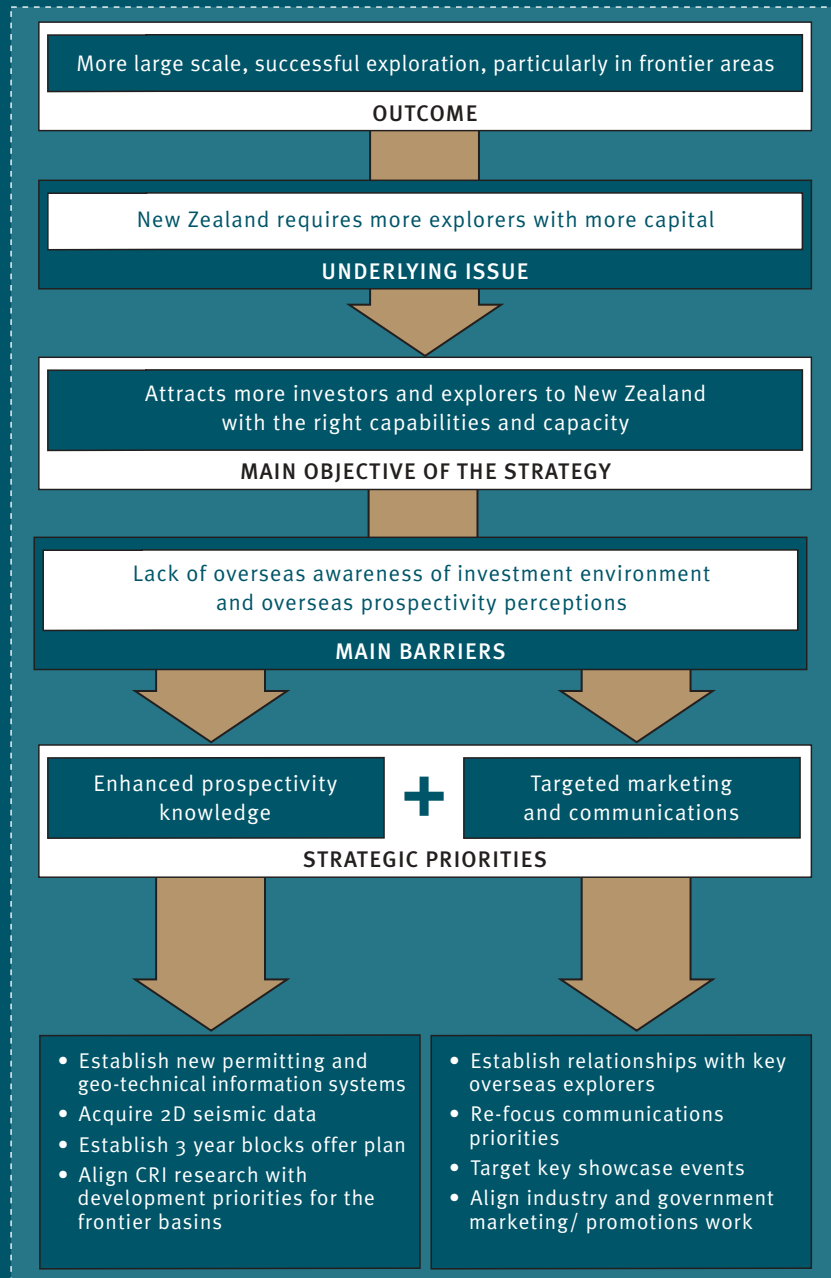 More large scale, successful exploration, particularly in frontier areas
OUTCOME
New Zealand requires more explorers with more capital
UNDERLYING ISSUE
Attracts more investors and explorers to New Zealand
with the right capabilities and capacity
MAIN OBJECTIVE OF THE STRATEGY
Lack of overseas awareness of investment environment
and overseas prospectivity perceptions
MAIN BARRIERS
Enhanced prospectivity
knowledge
+
Targeted marketing
and communications
STRATEGIC PRIORITIES
• Establish new permitting and
geo-technical information systems
• Acquire 2D seismic data
• Establish 3 year blocks offer plan
• Align CRI research with
development priorities for the
frontier basins
• Establish relationships with key
overseas explorers
• Re-focus communications
priorities
• Target key showcase events
• Align industry and government
marketing/ promotions work